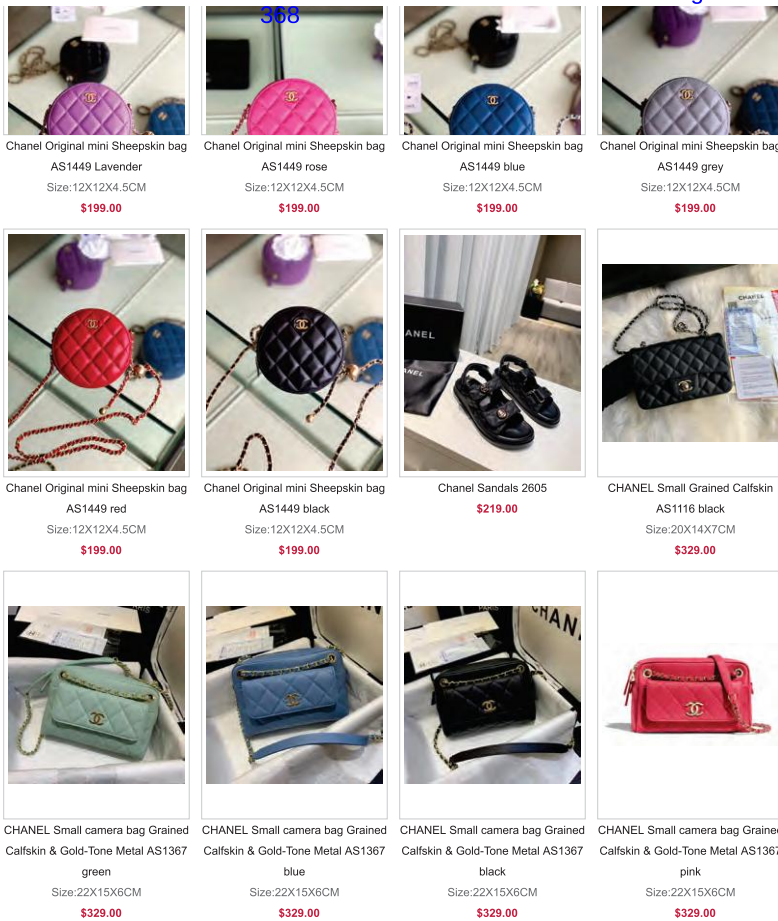 368
Chanel Original mini Sheepskin bag
AS1449 Lavender
Size:12X12X4.5CM
$199.00
Chanel Original mini Sheepskin bag
AS1449 rose
Size:12X12X4.5CM
$199.00
Chanel Original mini Sheepskin bag
AS1449 blue
Size:12X12X4.5CM
$199.00
Chanel Original mini Sheepskin bag
AS1449 grey
Size:12X12X4.5CM
$199.00
ANEL
ANEL
CHANEL
Chanel Original mini Sheepskin bag
AS1449 red
Size:12X12X4.5CM
$199.00
Chanel Original mini Sheepskin bag
AS1449 black
Size:12X12X4.5CM
$199.00
Chanel Sandals 2605
$219.00
CHANEL Small Grained Calfskin
AS1116 black
Size:20X14X7CM
$329.00
PARIS
PARIS
HAN
CHANEL Small camera bag Grained
Calfskin & Gold-Tone Metal AS1367
green
Size:22X15X6CM
$329.00
CHANEL Small camera bag Grained
Calfskin & Gold-Tone Metal AS1367
blue
Size:22X15X6CM
$329.00
CHANEL Small camera bag Grained
Calfskin & Gold-Tone Metal AS1367
black
Size:22X15X6CM
$329.00
CHANEL Small camera bag Grained
Calfskin & Gold-Tone Metal AS1367
pink
Size:22X15X6CM
$329.00